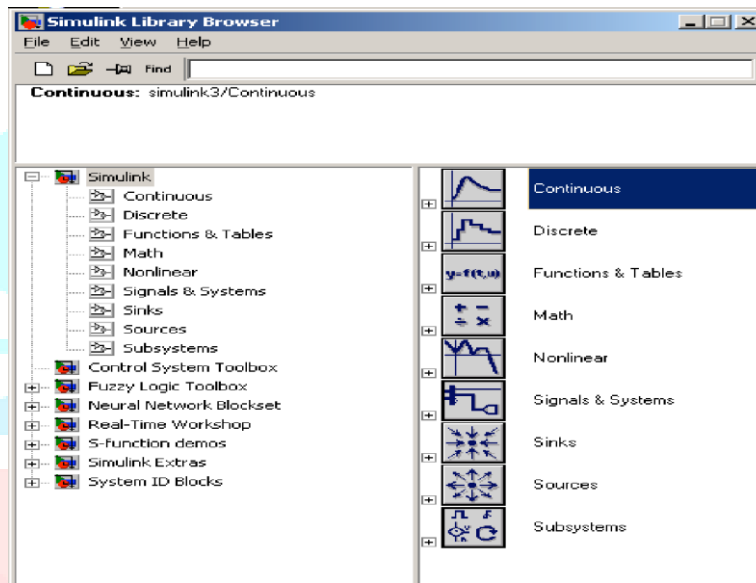 Simulink Library Browser
File Edit View Help
Find
Continuous: simulink3/Continuous
Simulink
Continuous
Discrete
Functions & Tables
Math
Nonlinear
Signals & Systems
Sinks
Sources
Subsystems
Control System Toolbox
Fuzzy Logic Toolbox
Neural Network Blockset
Real-Time Workshop
S-function demos
Simulink Extras
System ID Blocks
Continuous
Discrete
y=f(t,u)
Functions & Tables
Math
Nonlinear
Signals & Systems
Sinks
Sources
Subsystems